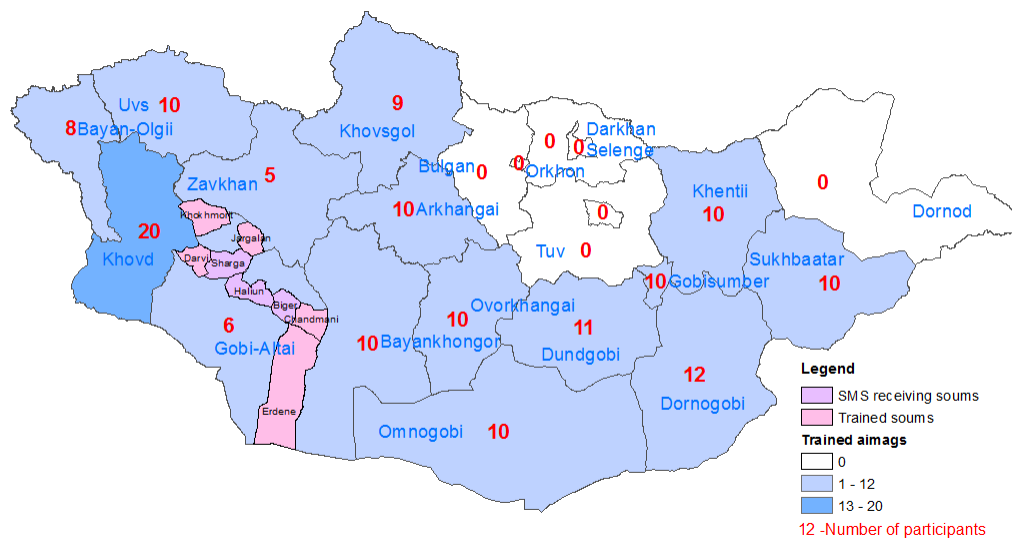 9
Khovsgol
Uvs 10
8 Bayan-Olgii
Darkhan
0
0 Selenge
Bulgan
0
0
Orkhon
5
Zavkhan
0
Khentii
10
Dornod
10 Arkhangai
0
Khokhmorit
20
Khovd
Jargalan
Tuv 0
Darvi
Sharga
Sukhbaatar
10
10 Gobisumber
Haliun
Biger
Chandmani
Ovorkhangai
10
6
Gobi-Altai
10 Bayankhongor
11
Dundgobi
12
Dornogobi
Erdene
Omnogobi 10
Legend
SMS receiving soums
Trained soums
Trained aimags
0
1 - 12
13 - 20
12 -Number of participants